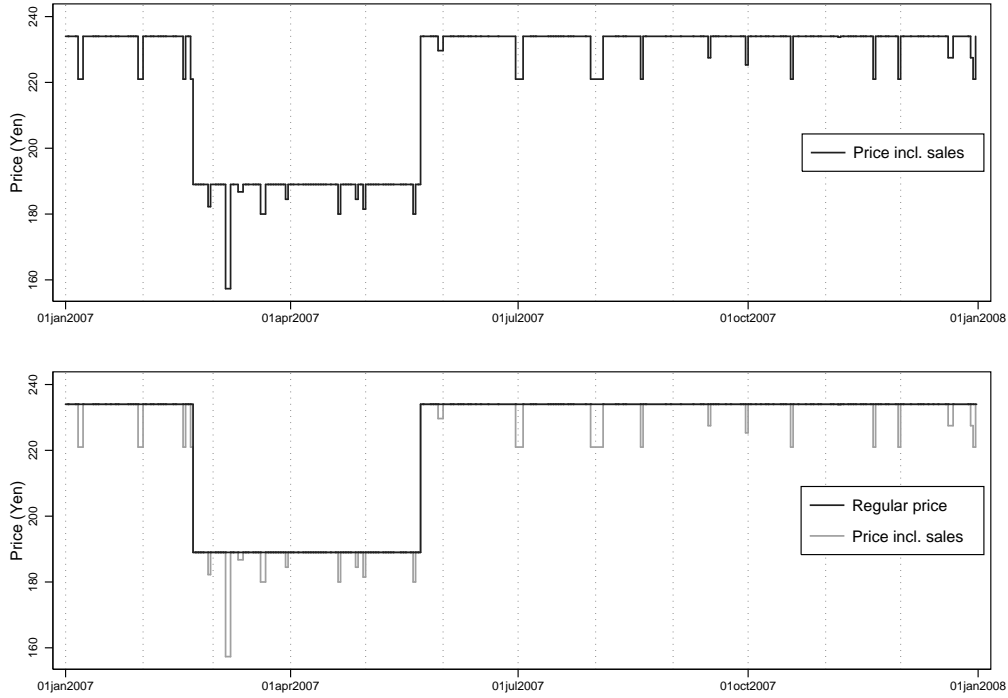 240
220
200
180
160
Price (Yen)
Price incl. sales
01jan2007
01apr2007
01jul2007
01oct2007
01jan2008
240
220
200
180
160
Price (Yen)
Regular price
Price incl. sales
01jan2007
01apr2007
01jul2007
01oct2007
01jan2008